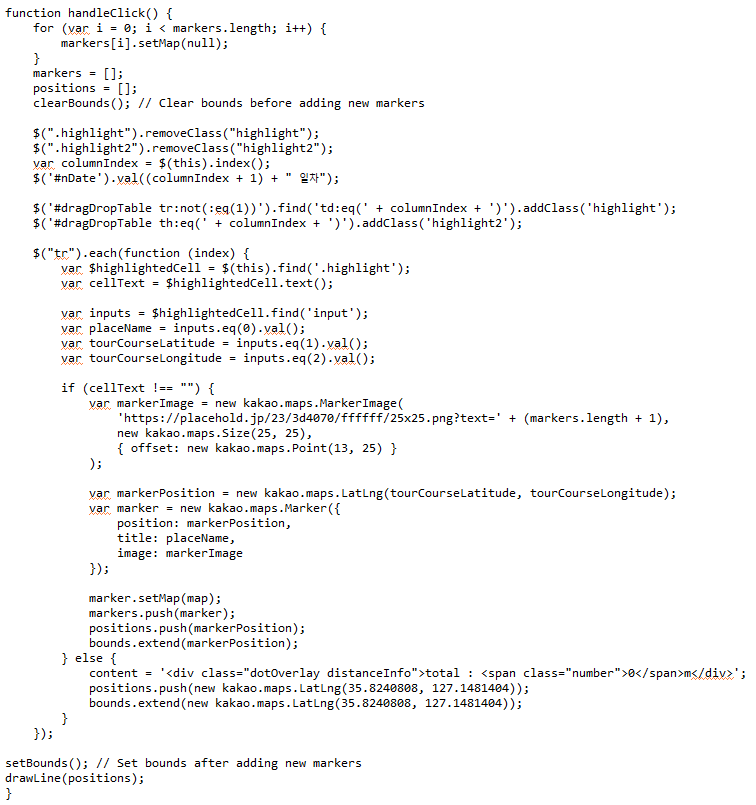 function handleClick() {
    for (var i = 0; i < markers.length; i++) {
        markers[i].setMap(null);
    }
    markers = [];
    positions = [];
    clearBounds(); // Clear bounds before adding new markers

    $(".highlight").removeClass("highlight");
    $(".highlight2").removeClass("highlight2");
    var columnIndex = $(this).index();
    $('#nDate').val((columnIndex + 1) + " 일차");

    $('#dragDropTable tr:not(:eq(1))').find('td:eq(' + columnIndex + ')').addClass('highlight');
    $('#dragDropTable th:eq(' + columnIndex + ')').addClass('highlight2');

    $("tr").each(function (index) {
        var $highlightedCell = $(this).find('.highlight');
        var cellText = $highlightedCell.text();

        var inputs = $highlightedCell.find('input');
        var placeName = inputs.eq(0).val();
        var tourCourseLatitude = inputs.eq(1).val();
        var tourCourseLongitude = inputs.eq(2).val();

        if (cellText !== "") {
            var markerImage = new kakao.maps.MarkerImage(
                'https://placehold.jp/23/3d4070/ffffff/25x25.png?text=' + (markers.length + 1),
                new kakao.maps.Size(25, 25),
                { offset: new kakao.maps.Point(13, 25) }
            );

            var markerPosition = new kakao.maps.LatLng(tourCourseLatitude, tourCourseLongitude);
            var marker = new kakao.maps.Marker({
                position: markerPosition,
                title: placeName,
                image: markerImage
            });

            marker.setMap(map);
            markers.push(marker);
            positions.push(markerPosition);
            bounds.extend(markerPosition);
        } else {
            content = '<div class="dotOverlay distanceInfo">total : <span class="number">0</span>m</div>';
            positions.push(new kakao.maps.LatLng(35.8240808, 127.1481404));
            bounds.extend(new kakao.maps.LatLng(35.8240808, 127.1481404));
        }
    });

setBounds(); // Set bounds after adding new markers
drawLine(positions);
}